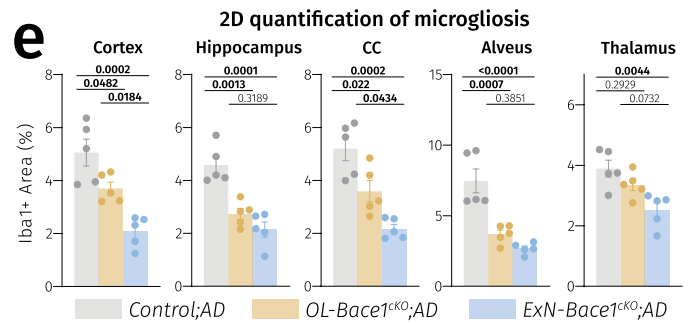 e
2D quantification of microgliosis
Cortex Hippocampus CC Alveus Thalamus
Iba1+ Area (%)
8 6 4 2 0
0.0002
0.0482
0.0184
8 6 4 2 0
0.0001
0.0013
0.3189
8 6 4 2 0
0.0002
0.022
0.0434
15 10 5 0
<0.0001
0.0007
0.3851
6 4 2 0
0.0044
0.2929
0.0732
Control;AD OL-Bace1cKO;AD ExN-Bace1cKO;AD